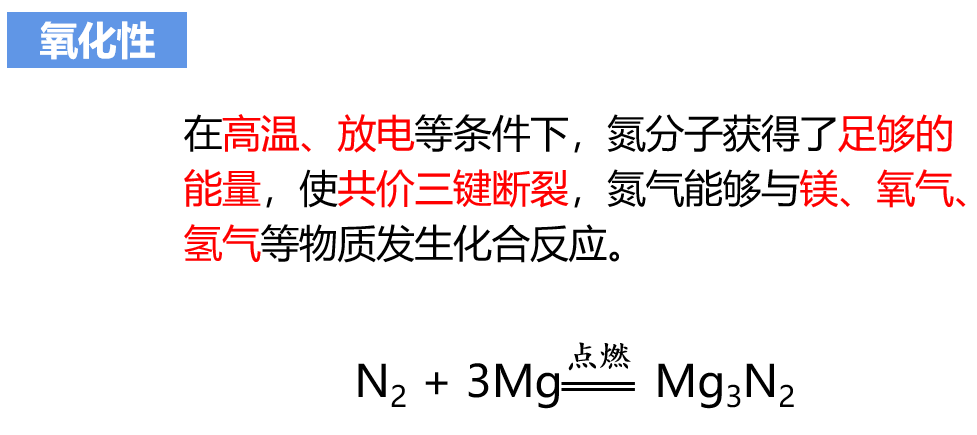 氧化性
在高温、放电等条件下，氮分子获得了足够的
能量，使共价三键断裂，氮气能够与镁、氧气、
氢气等物质发生化合反应。
点燃
N₂ + 3Mg═══ Mg₃N₂